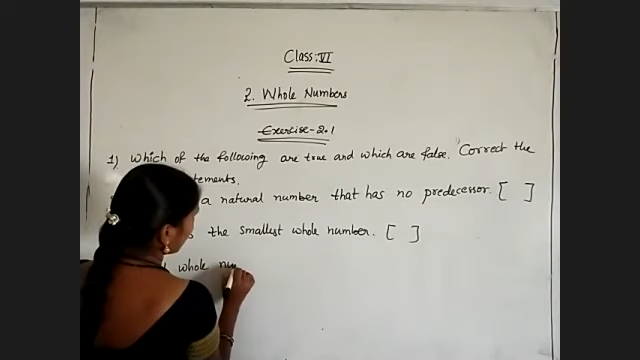 Class:VI
2. Whole Numbers
Exercise-2.1
1) Which of the following are true and which are false. Correct the
tements.
a natural number that has no predecessor. [ ]
the smallest whole number. [ ]
whole nu